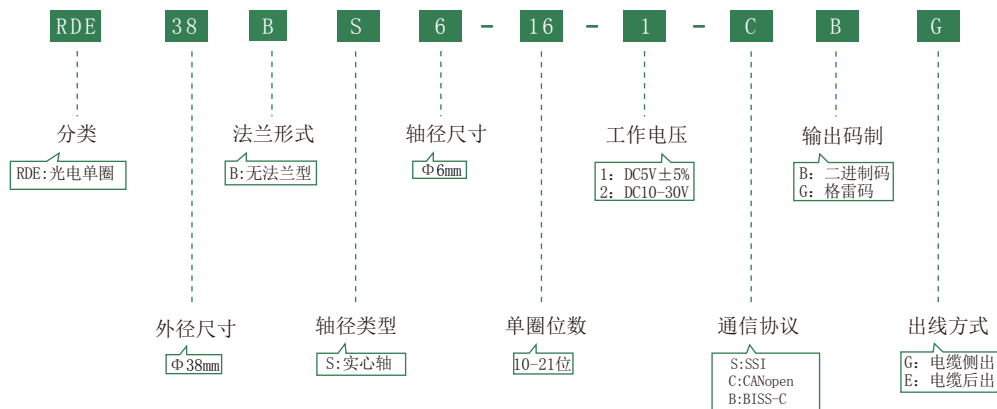 RDE 38 B S 6 - 16 - 1 - C B G
分类
RDE:光电单圈
法兰形式
B:无法兰型
轴径尺寸
Φ6mm
工作电压
1: DC5V±5%
2: DC10-30V
输出码制
B: 二进制码
G: 格雷码
外径尺寸
Φ38mm
轴径类型
S:实心轴
单圈位数
10-21位
通信协议
S:SSI
C:CANopen
B:BISS-C
出线方式
G: 电缆侧出
E: 电缆后出